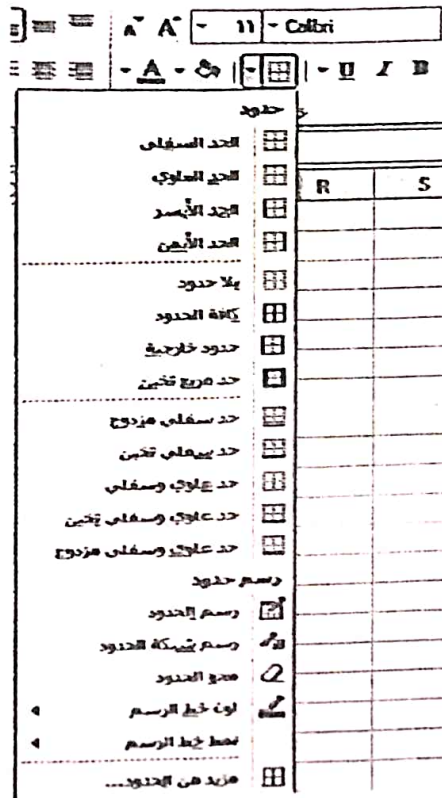 A A 11 Calibri
A U I B
حدود
الحد السفلي
الحد العلوي
R S
الحد الأيسر
الحد الأيمن
بلا حدود
كافة الحدود
حدود خارجية
حد مربع ثخين
حد سفلي مزدوج
حد سفلي ثخين
حد علوي وسفلي
حد علوي وسفلي ثخين
حد علوي وسفلي مزدوج
رسم حدود
رسم الحدود
رسم شبكة الحدود
محو الحدود
لون خط الرسم
نمط خط الرسم
مزيد من الحدود...